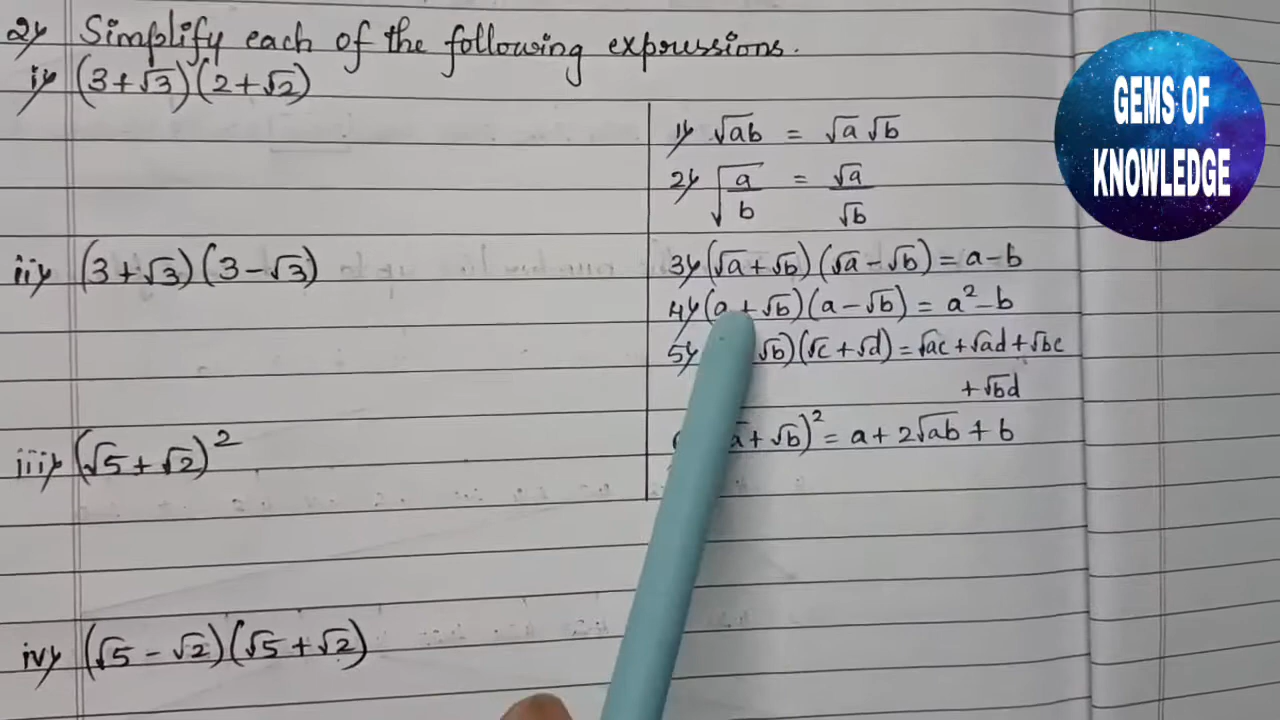 2) Simplify each of the following expressions.
i) (3+√3)(2+√2)
ii) (3+√3)(3-√3)
iii) (√5+√2)²
iv) (√5-√2)(√5+√2)
1) √ab = √a √b
2) √(a/b) = √a/√b
3) (√a+√b)(√a-√b) = a-b
4) (a+√b)(a-√b) = a²-b
5) √b)(√c+√d) = √ac+√ad+√bc
+√bd
√a+√b)² = a+2√ab+b
GEMS OF
KNOWLEDGE